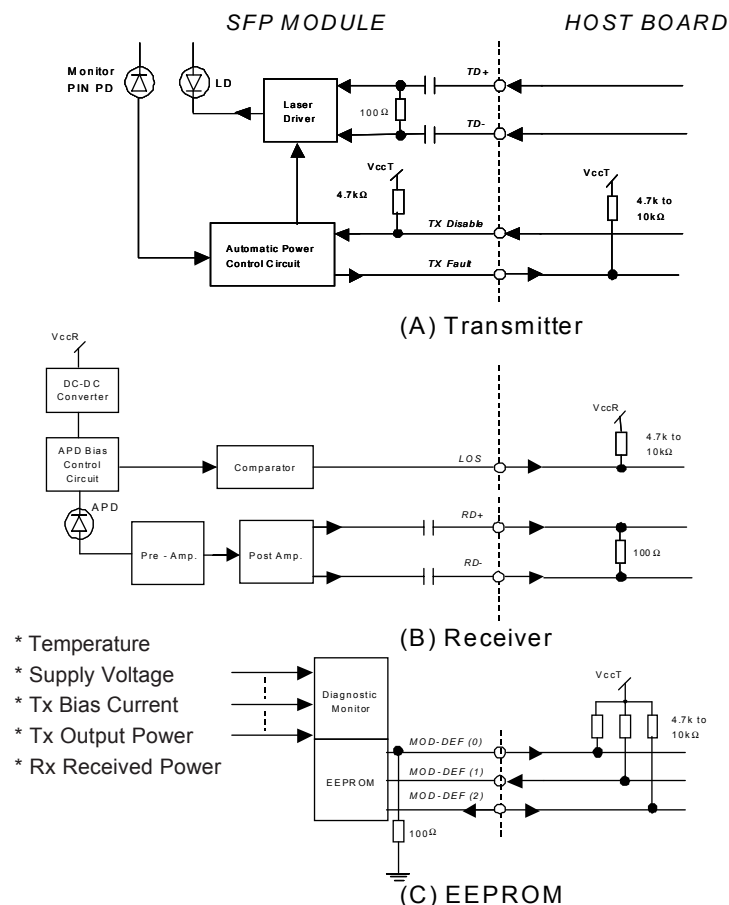 SFP MODULE
HOST BOARD
Monitor
PIN PD
LD
Laser
Driver
100Ω
TD+
TD-
VccT
4.7kΩ
VccT
4.7k to
10kΩ
TX Disable
Automatic Power
Control Circuit
TX Fault
(A) Transmitter
VccR
DC-DC
Converter
APD Bias
Control
Circuit
Comparator
LOS
VccR
4.7k to
10kΩ
APD
Pre - Amp.
Post Amp.
RD+
RD-
100Ω
(B) Receiver
* Temperature
* Supply Voltage
* Tx Bias Current
* Tx Output Power
* Rx Received Power
Diagnostic
Monitor
EEPROM
VccT
4.7k to
10kΩ
MOD-DEF (0)
MOD-DEF (1)
MOD-DEF (2)
100Ω
(C) EEPROM